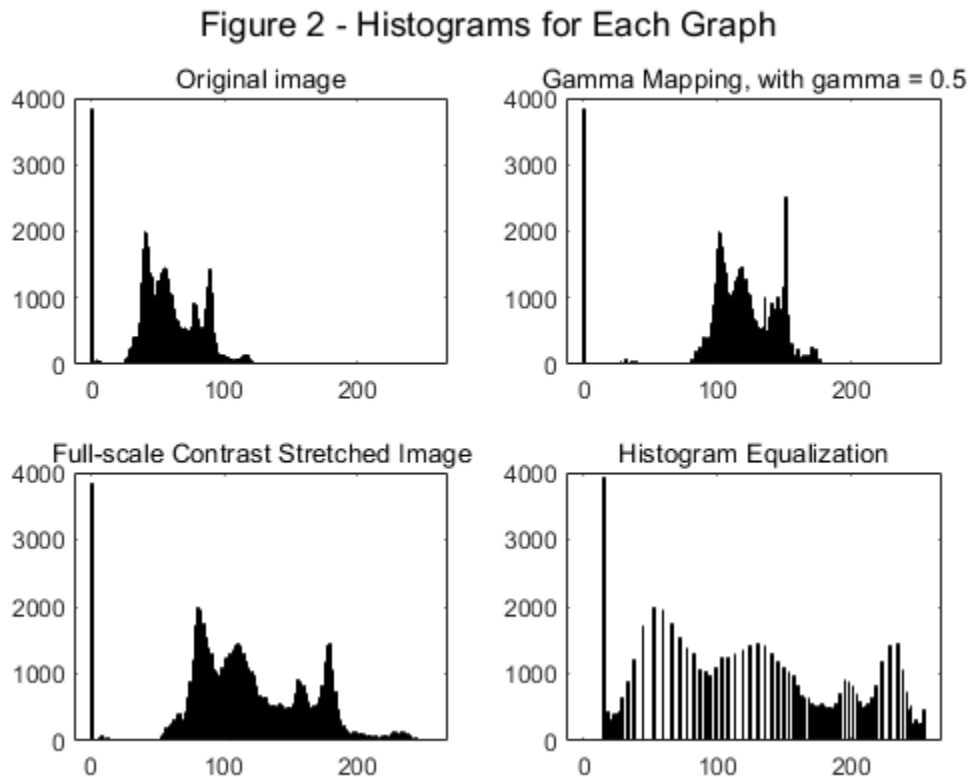 Figure 2 - Histograms for Each Graph
Original image
4000
3000
2000
1000
0
0 100 200
Gamma Mapping, with gamma = 0.5
4000
3000
2000
1000
0
0 100 200
Full-scale Contrast Stretched Image
4000
3000
2000
1000
0
0 100 200
Histogram Equalization
4000
3000
2000
1000
0
0 100 200